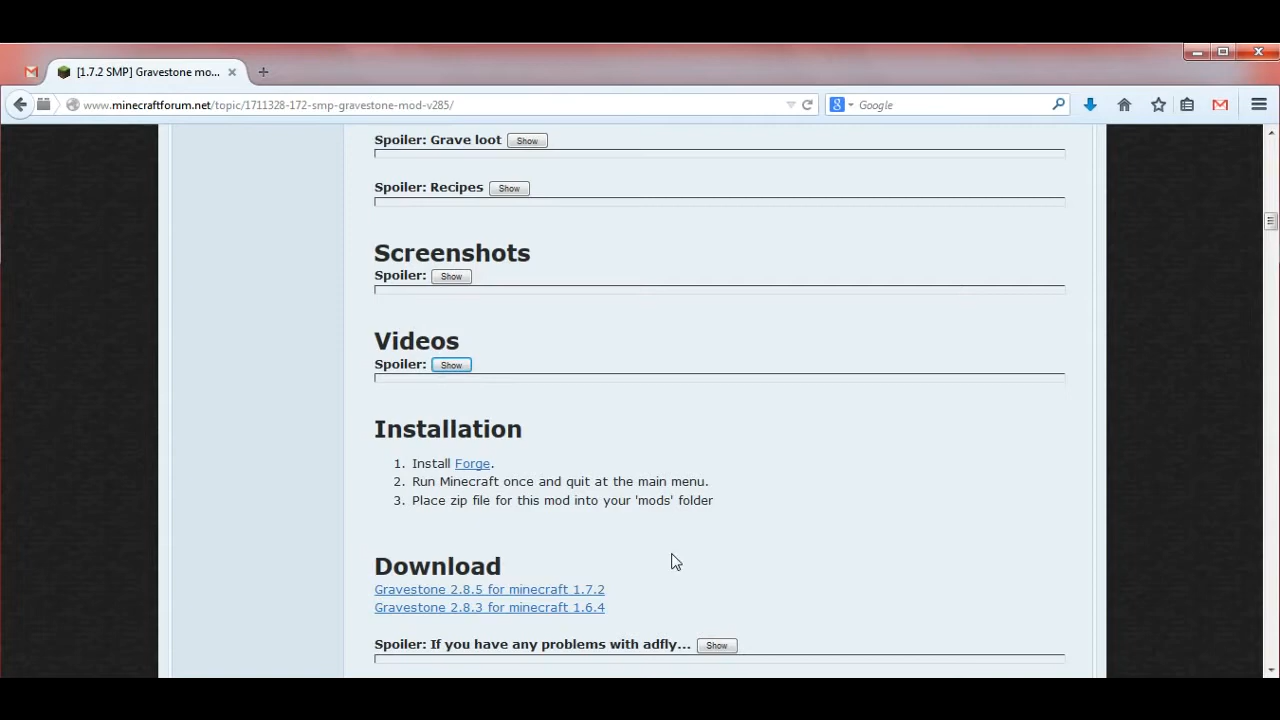 [1.7.2 SMP] Gravestone mo...
www.minecraftforum.net/topic/1711328-172-smp-gravestone-mod-v285/
Google
Spoiler: Grave loot Show
Spoiler: Recipes Show
Screenshots
Spoiler: Show
Videos
Spoiler: Show
Installation
1. Install Forge.
2. Run Minecraft once and quit at the main menu.
3. Place zip file for this mod into your 'mods' folder
Download
Gravestone 2.8.5 for minecraft 1.7.2
Gravestone 2.8.3 for minecraft 1.6.4
Spoiler: If you have any problems with adfly... Show